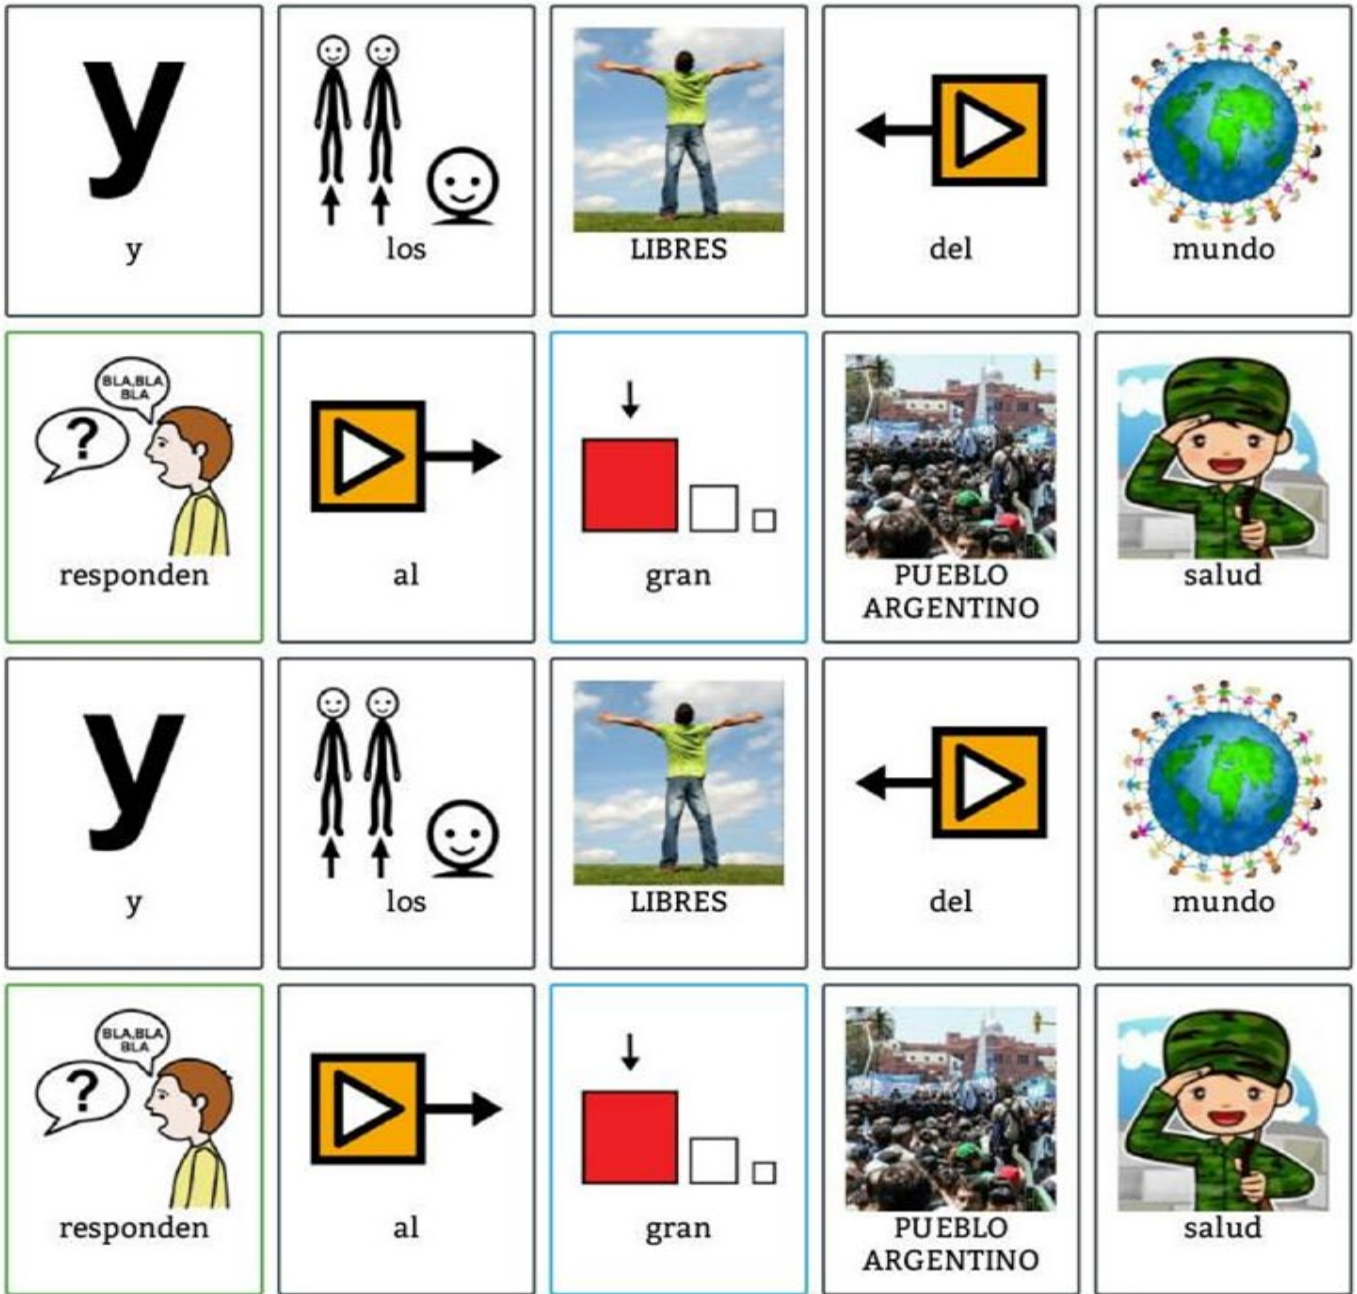 y
y los LIBRES del mundo
BLA,BLA
BLA
?
responden al gran PUEBLO
ARGENTINO salud
y
y los LIBRES del mundo
BLA,BLA
BLA
?
responden al gran PUEBLO
ARGENTINO salud